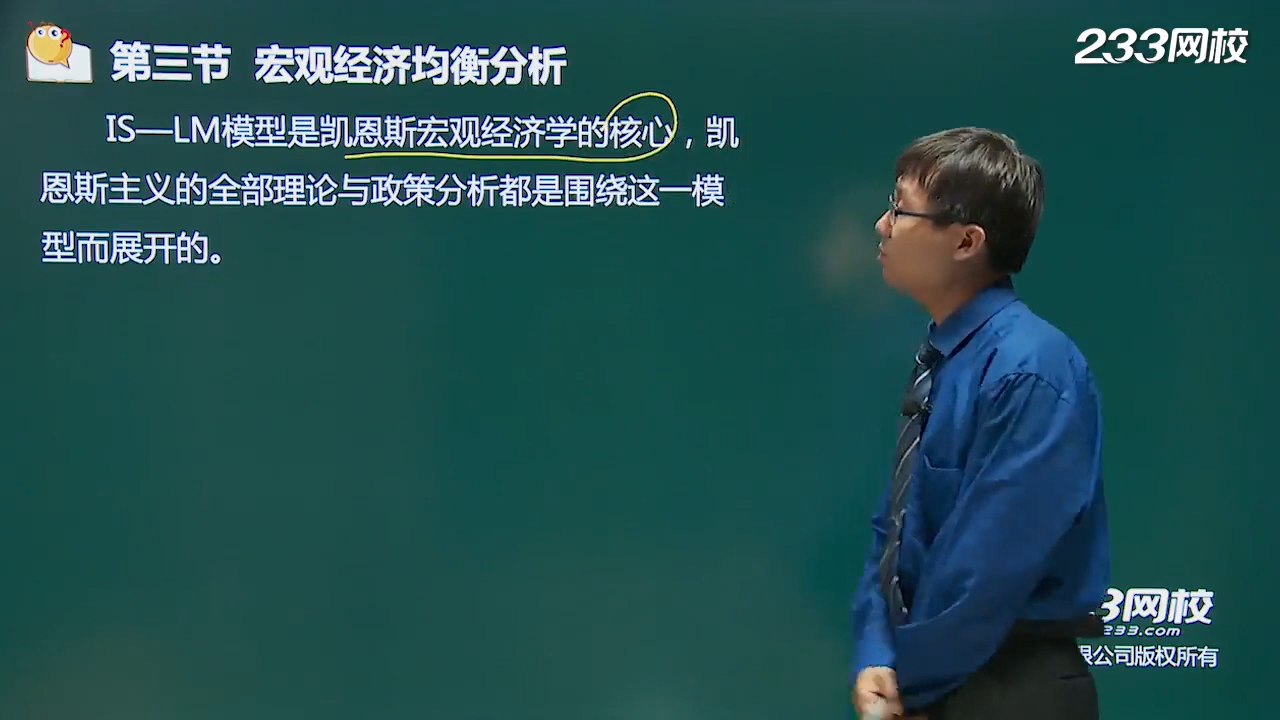 第三节 宏观经济均衡分析
233网校
IS—LM模型是凯恩斯宏观经济学的核心，凯
恩斯主义的全部理论与政策分析都是围绕这一模
型而展开的。
3网校
233.com
限公司版权所有